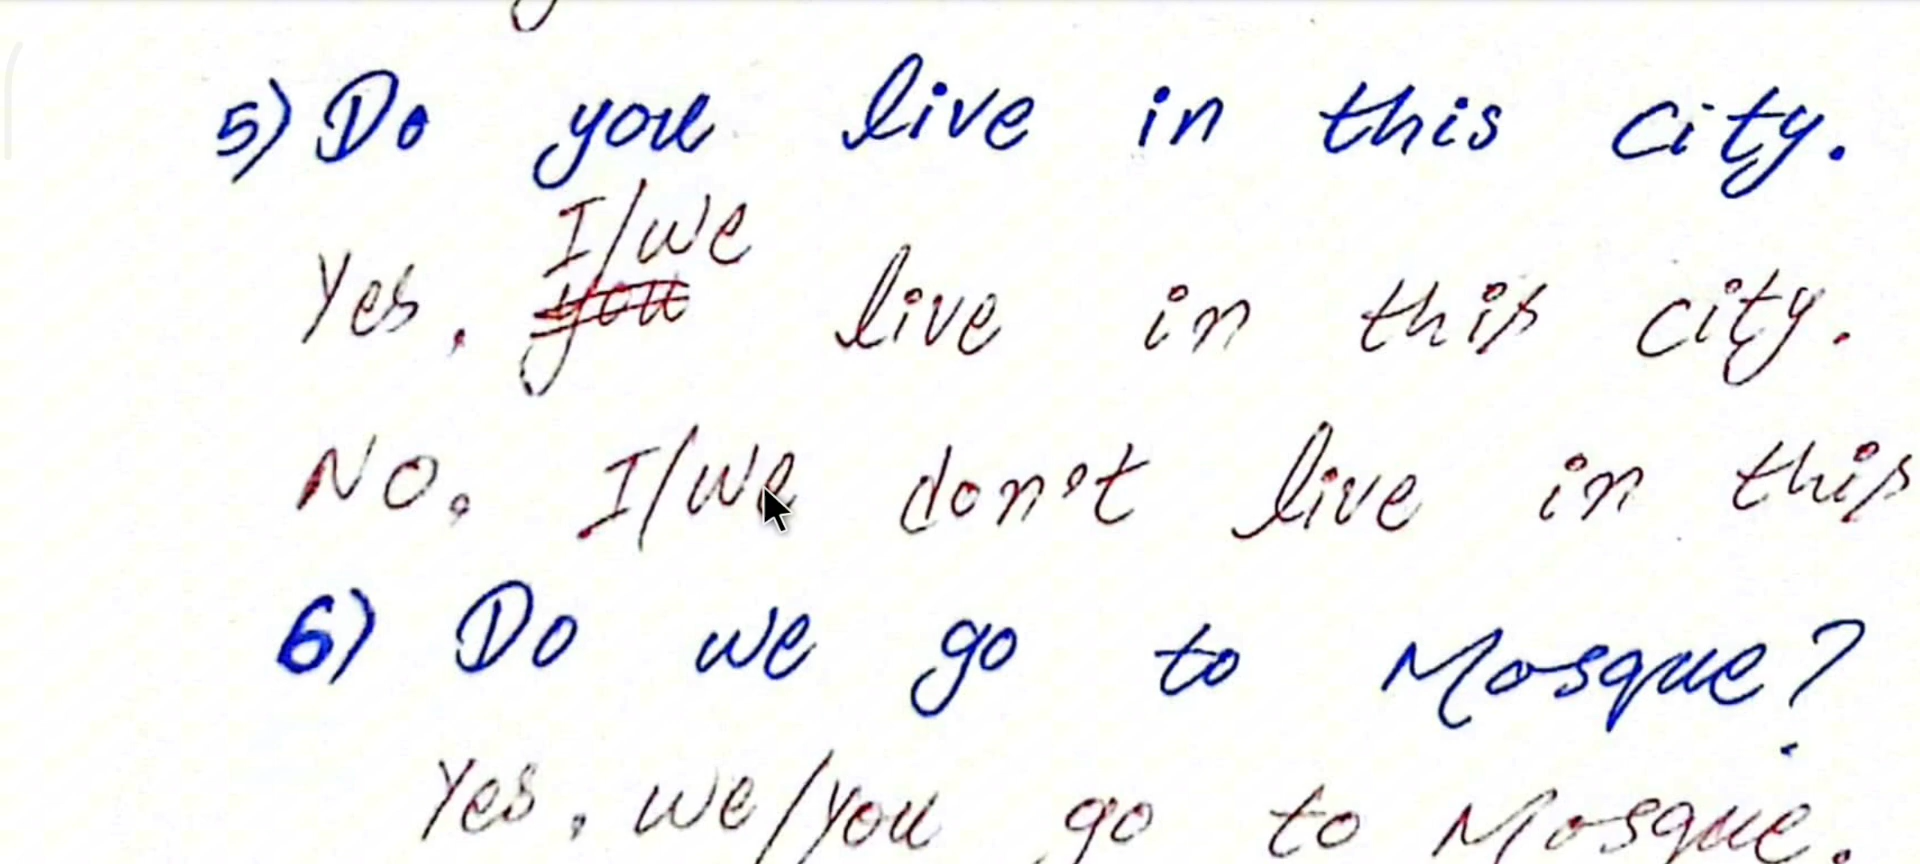 5) Do you live in this city.
I/we
Yes, you live in this city.
No. I/we don't live in this
6) Do we go to Mosque?
Yes, we/you go to Mosque.